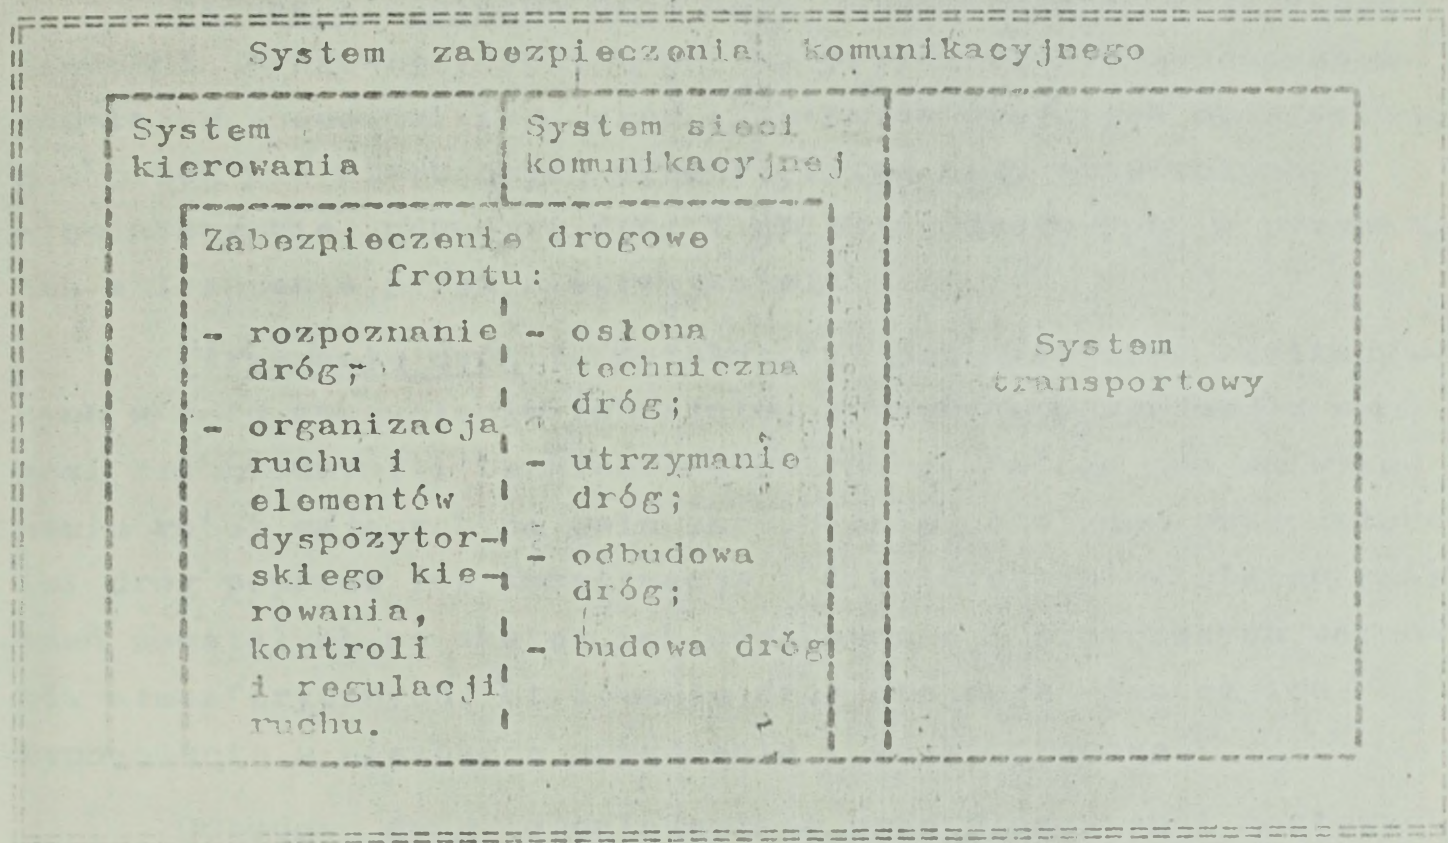 System zabezpieczenia komunikacyjnego
System
kierowania
System sieci
komunikacyjnej
Zabezpieczenie drogowe
frontu:
- rozpoznanie
dróg;
- organizacja
ruchu i
elementów
dyspozytor-
skiego kie-
rowania,
kontroli
i regulacji
ruchu.
- osłona
techniczna
dróg;
- utrzymanie
dróg;
- odbudowa
dróg;
- budowa dróg
System
transportowy